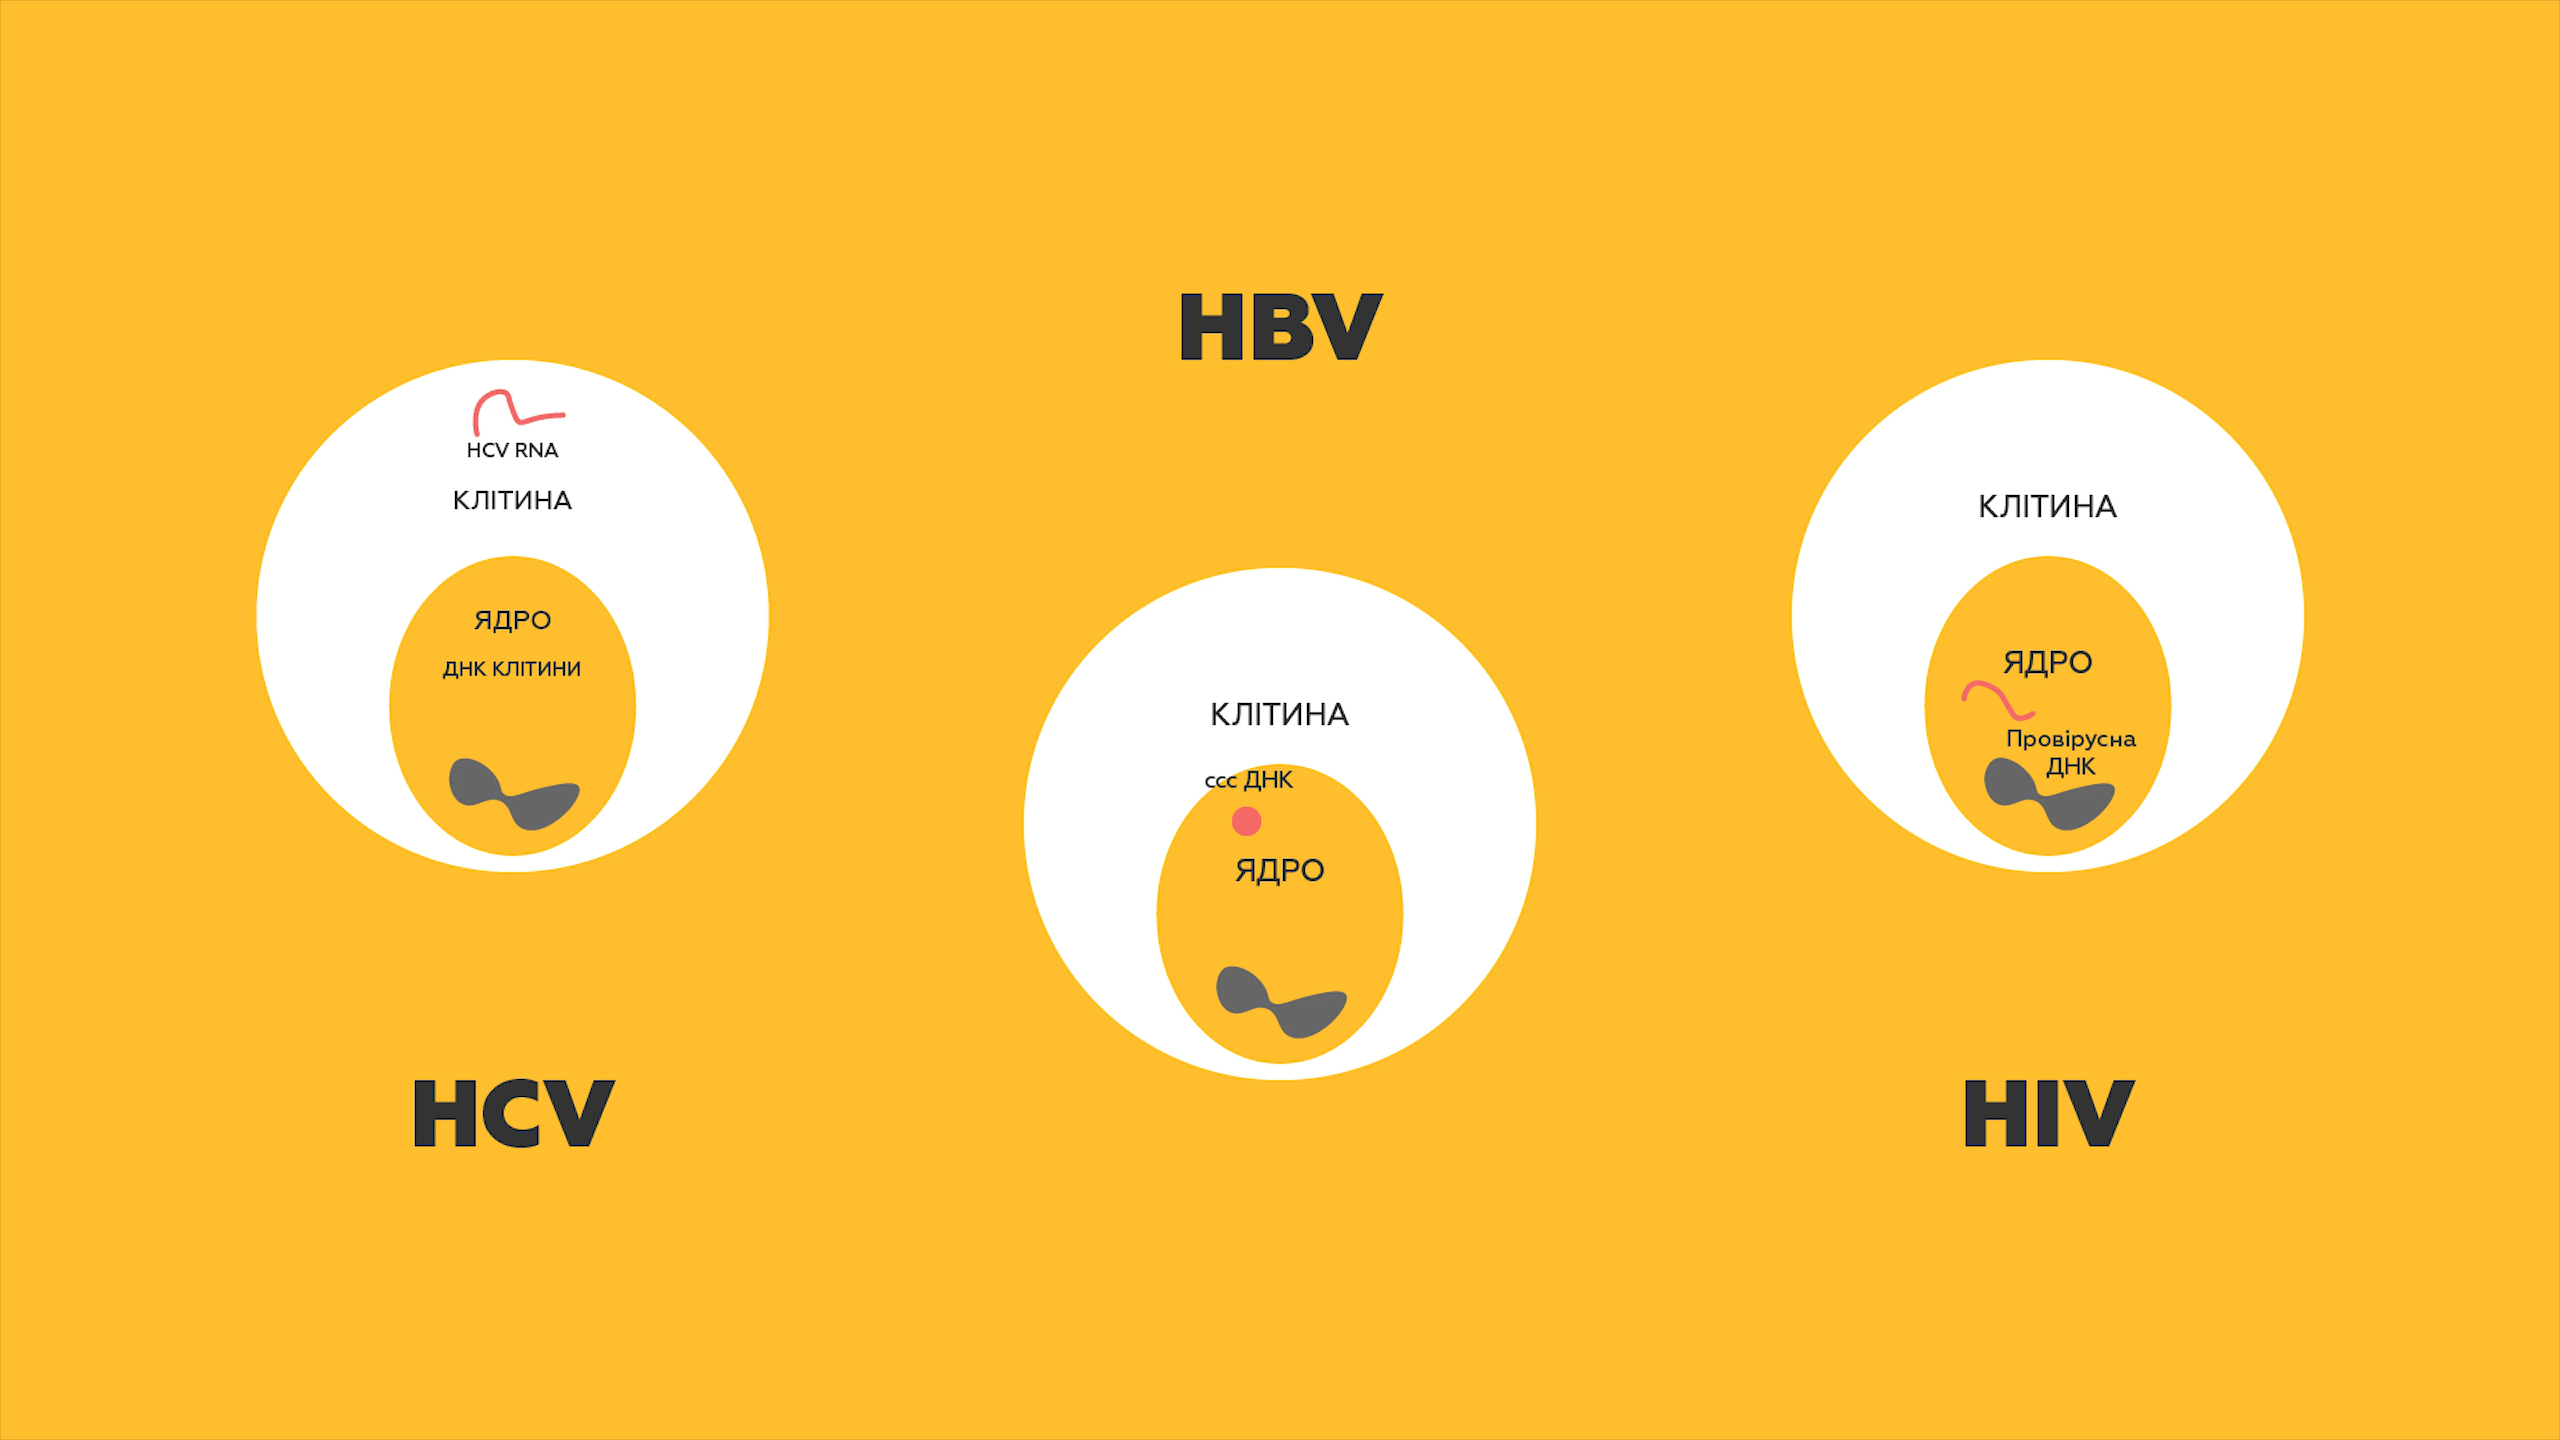 HCV RNA
КЛІТИНА
ЯДРО
ДНК КЛІТИНИ
HCV
HBV
КЛІТИНА
ссс ДНК
ЯДРО
КЛІТИНА
ЯДРО
Провірусна
ДНК
HIV